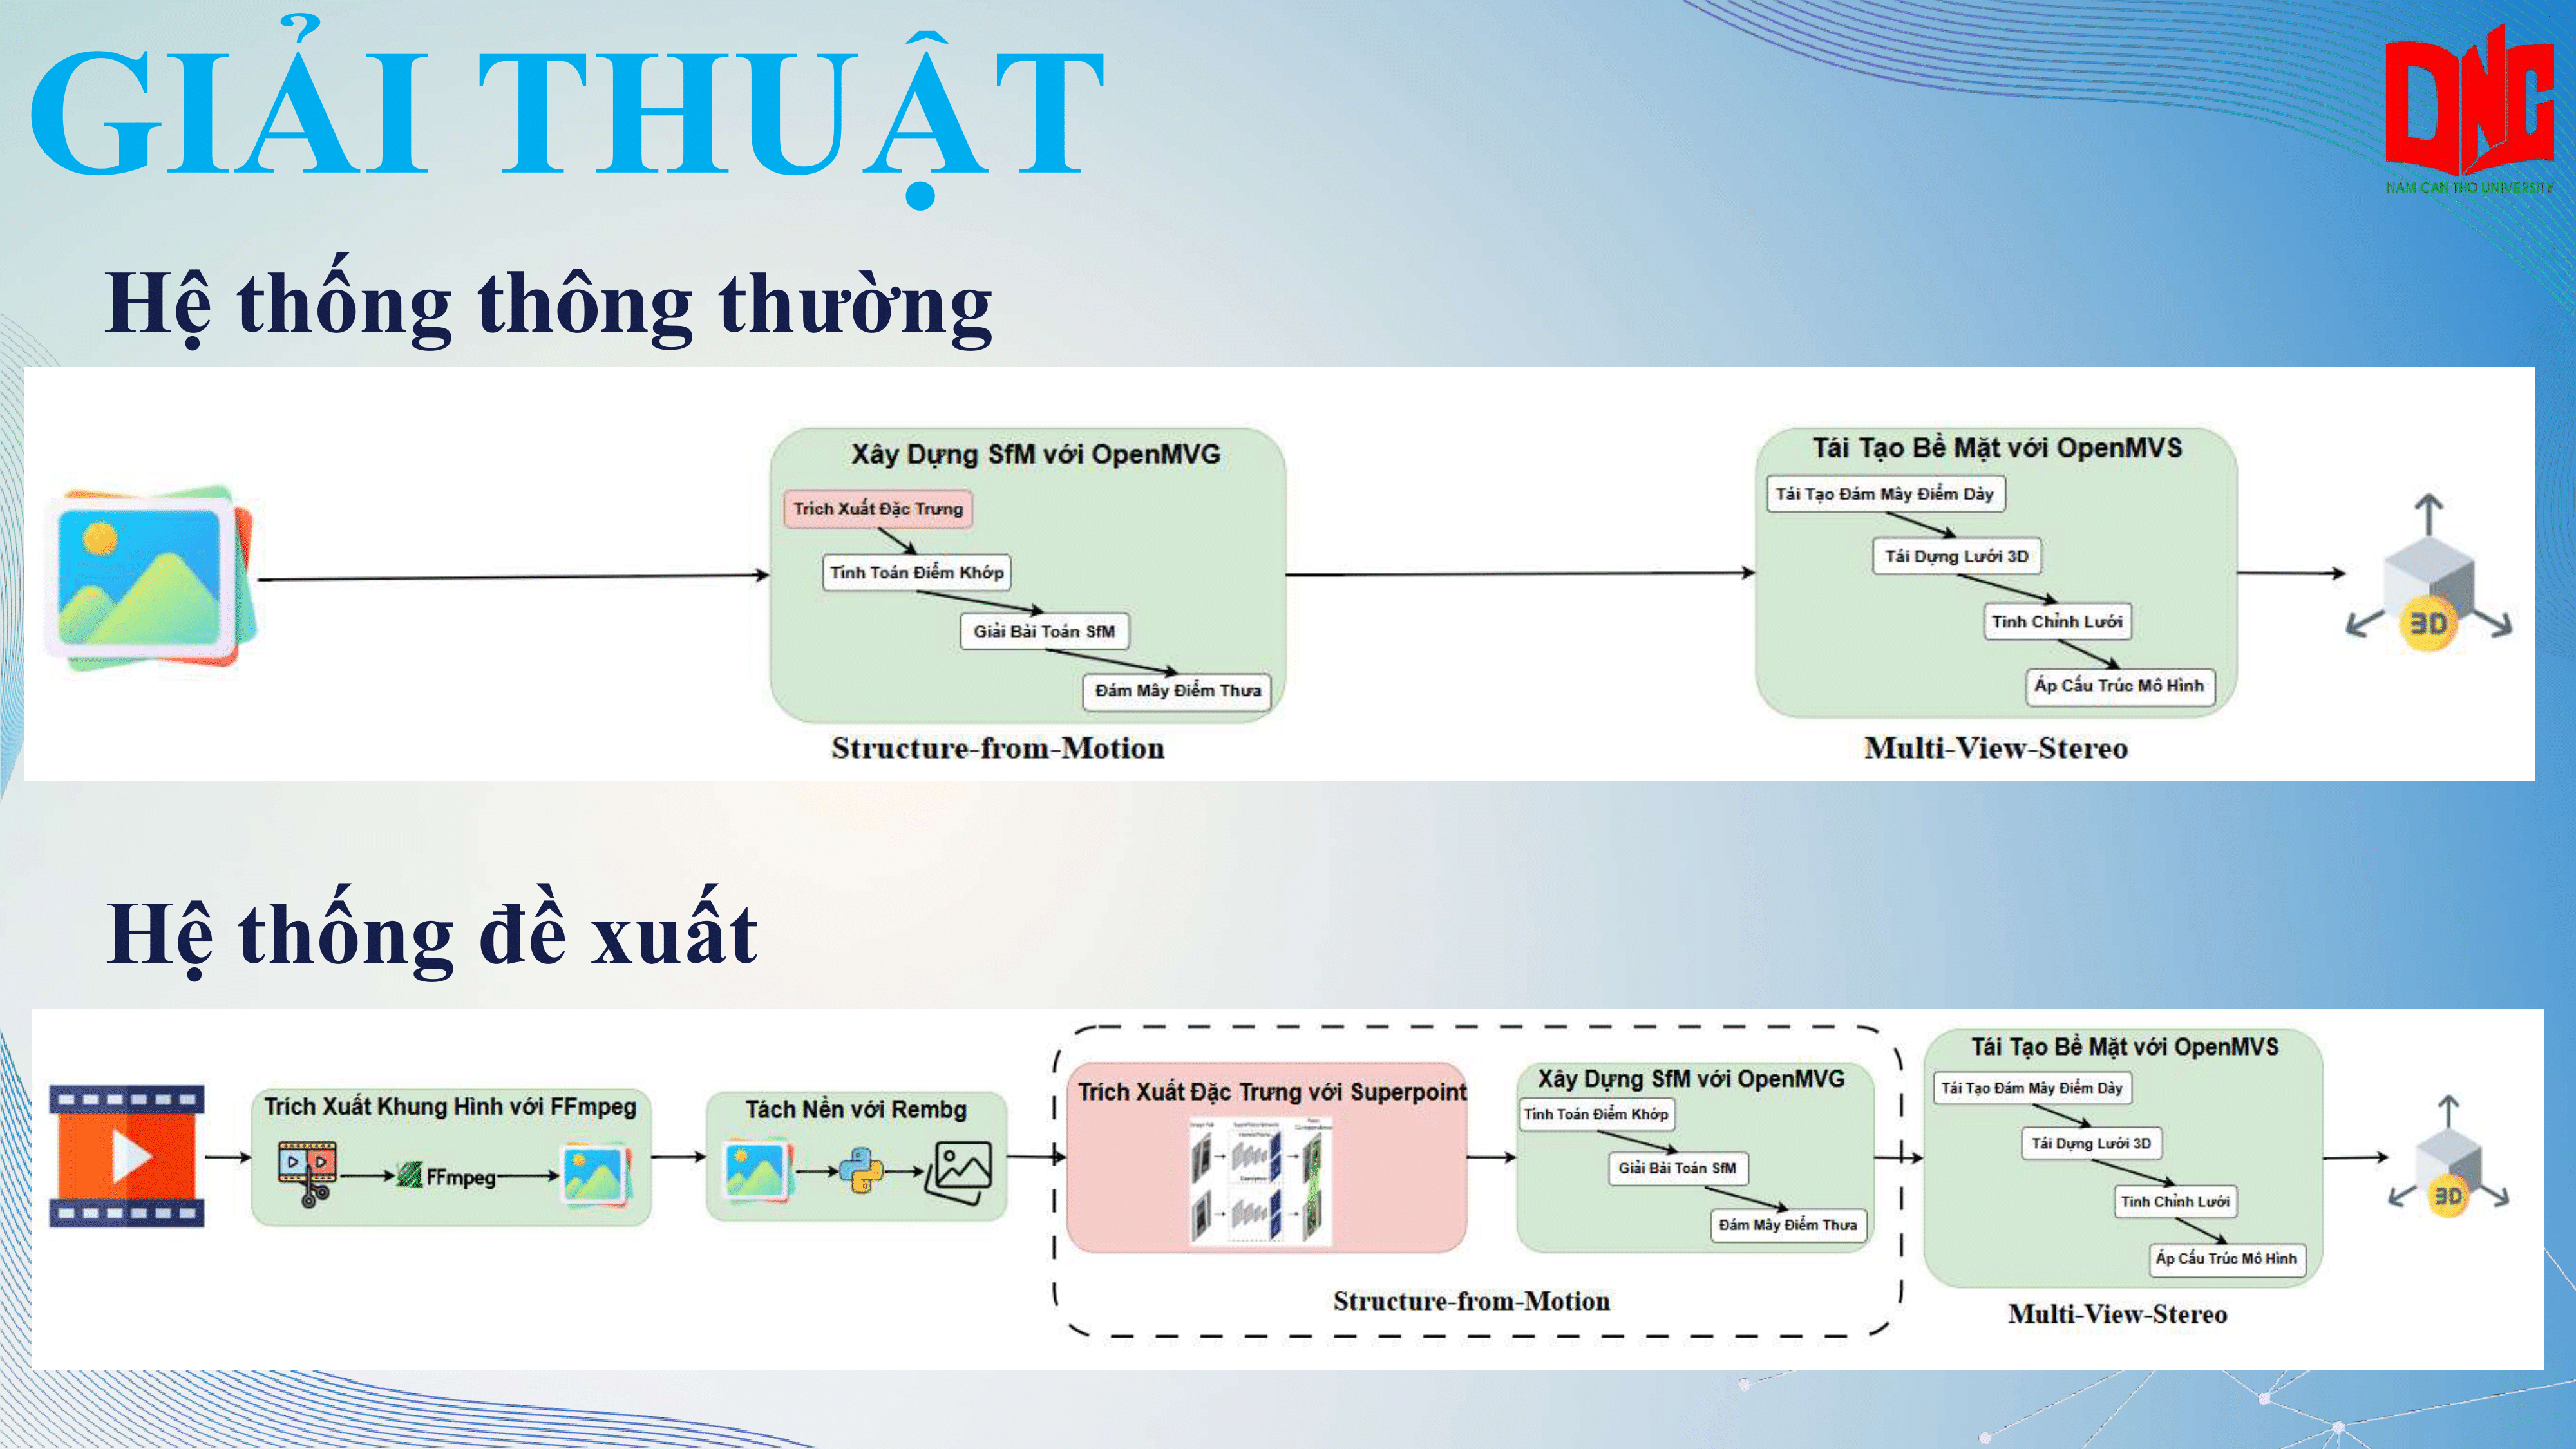 GIẢI THUẬT
DNC
NAM CAN THO UNIVERSITY
Hệ thống thông thường
Xây Dựng SfM với OpenMVG
Trích Xuất Đặc Trưng
Tính Toán Điểm Khớp
Giải Bài Toán SfM
Đám Mây Điểm Thưa
Structure-from-Motion
Tái Tạo Bề Mặt với OpenMVS
Tái Tạo Đám Mây Điểm Dày
Tái Dựng Lưới 3D
Tinh Chỉnh Lưới
Áp Cấu Trúc Mô Hình
Multi-View-Stereo
3D
Hệ thống đề xuất
Trích Xuất Khung Hình với FFmpeg
FFmpeg
Tách Nền với Rembg
Trích Xuất Đặc Trưng với Superpoint
Xây Dựng SfM với OpenMVG
Tính Toán Điểm Khớp
Giải Bài Toán SfM
Đám Mây Điểm Thưa
Structure-from-Motion
Tái Tạo Bề Mặt với OpenMVS
Tái Tạo Đám Mây Điểm Dày
Tái Dựng Lưới 3D
Tinh Chỉnh Lưới
Áp Cấu Trúc Mô Hình
Multi-View-Stereo
3D